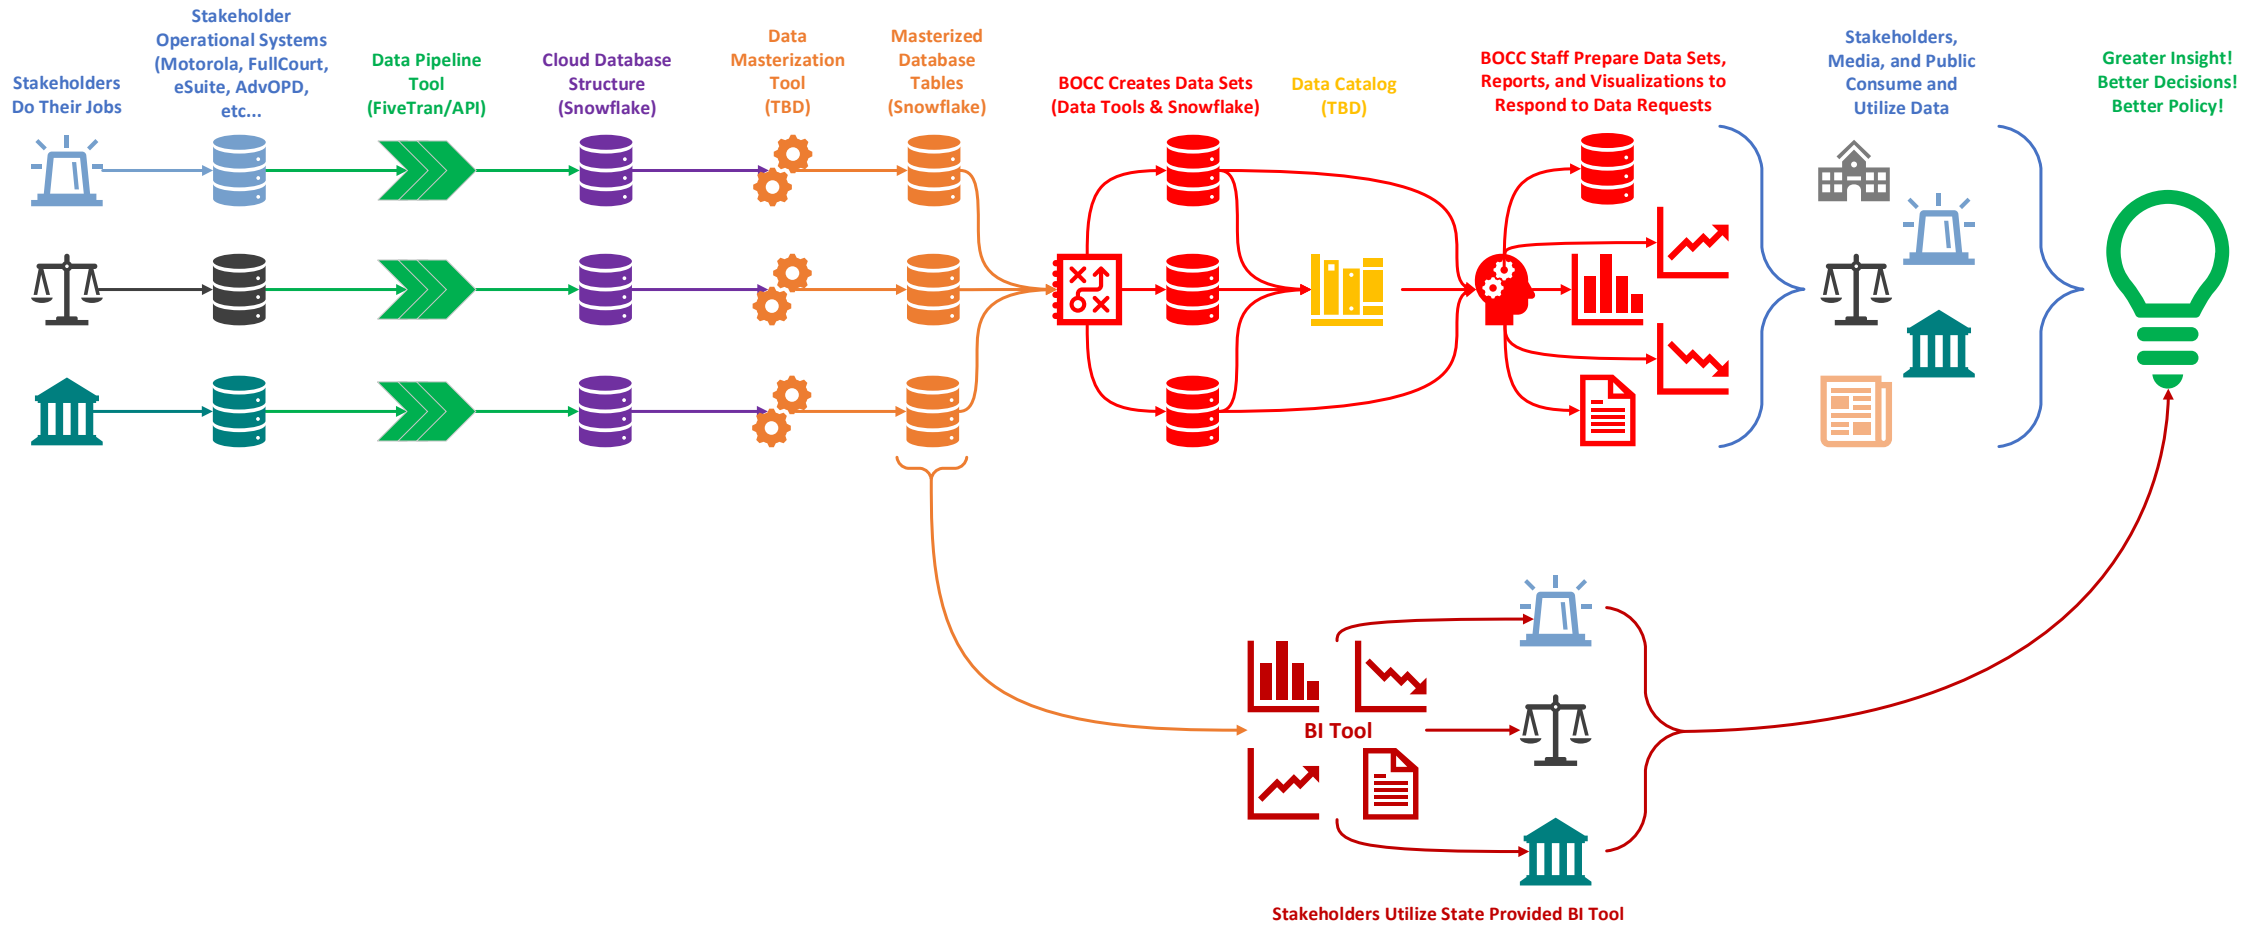 Stakeholders
Do Their Jobs
Stakeholder
Operational Systems
(Motorola, FullCourt,
eSuite, AdvOPD,
etc...
Data Pipeline
Tool
(FiveTran/API)
Cloud Database
Structure
(Snowflake)
Data
Masterization
Tool
(TBD)
Masterized
Database
Tables
(Snowflake)
BOCC Creates Data Sets
(Data Tools & Snowflake)
Data Catalog
(TBD)
BOCC Staff Prepare Data Sets,
Reports, and Visualizations to
Respond to Data Requests
Stakeholders,
Media, and Public
Consume and
Utilize Data
Greater Insight!
Better Decisions!
Better Policy!
BI Tool
Stakeholders Utilize State Provided BI Tool